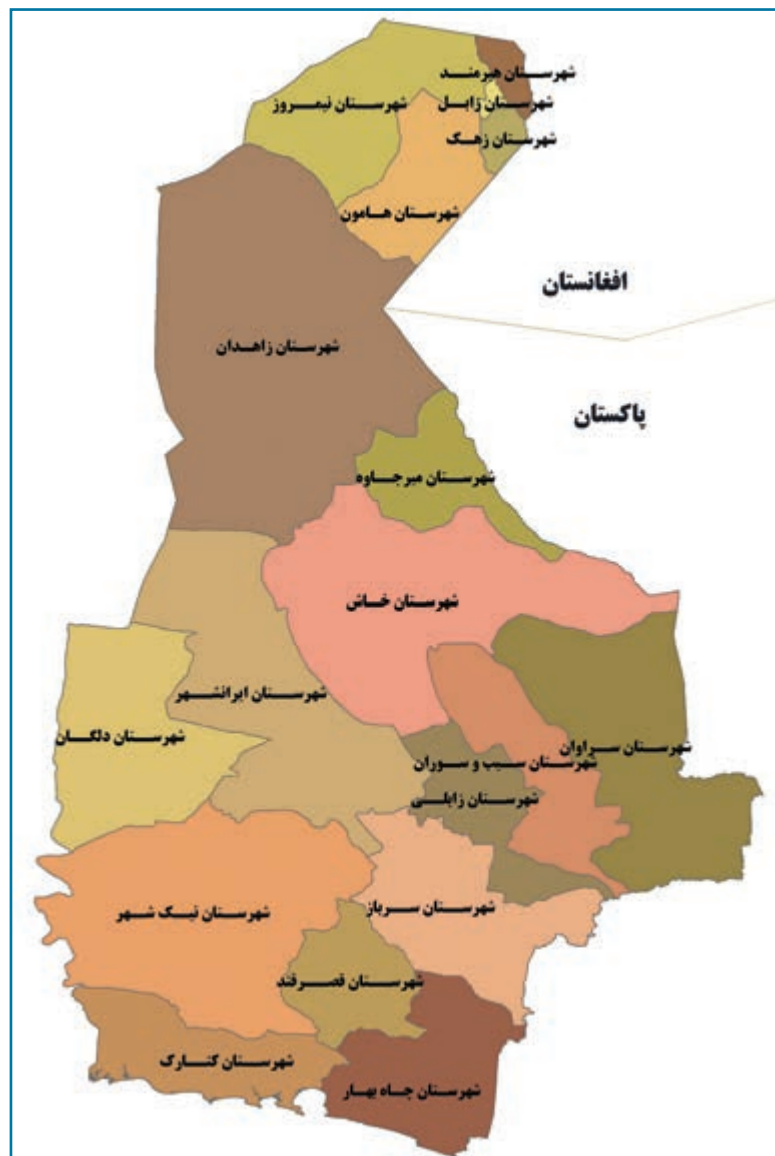 شهرستان هیرمند
شهرستان زابل
شهرستان نیمروز
شهرستان زهک
شهرستان هامون
افغانستان
شهرستان زاهدان
پاکستان
شهرستان میرجاوه
شهرستان خاش
شهرستان ایرانشهر
شهرستان دلگان
شهرستان سراوان
شهرستان سیب و سوران
شهرستان زابلی
شهرستان نیک شهر
شهرستان سرباز
شهرستان قصرقند
شهرستان کنارک
شهرستان چاه بهار